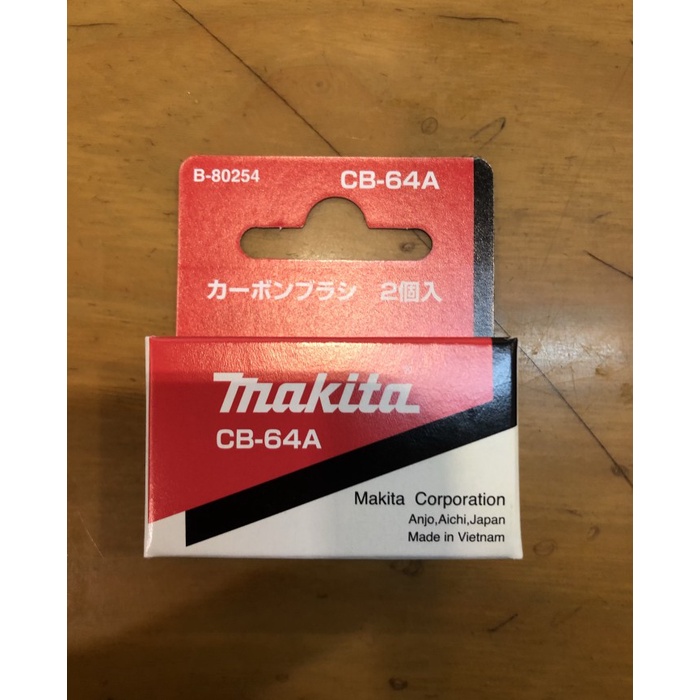 B-80254 CB-64A
カーボンブラシ 2個入
makita
CB-64A
Makita Corporation
Anjo,Aichi,Japan
Made in Vietnam